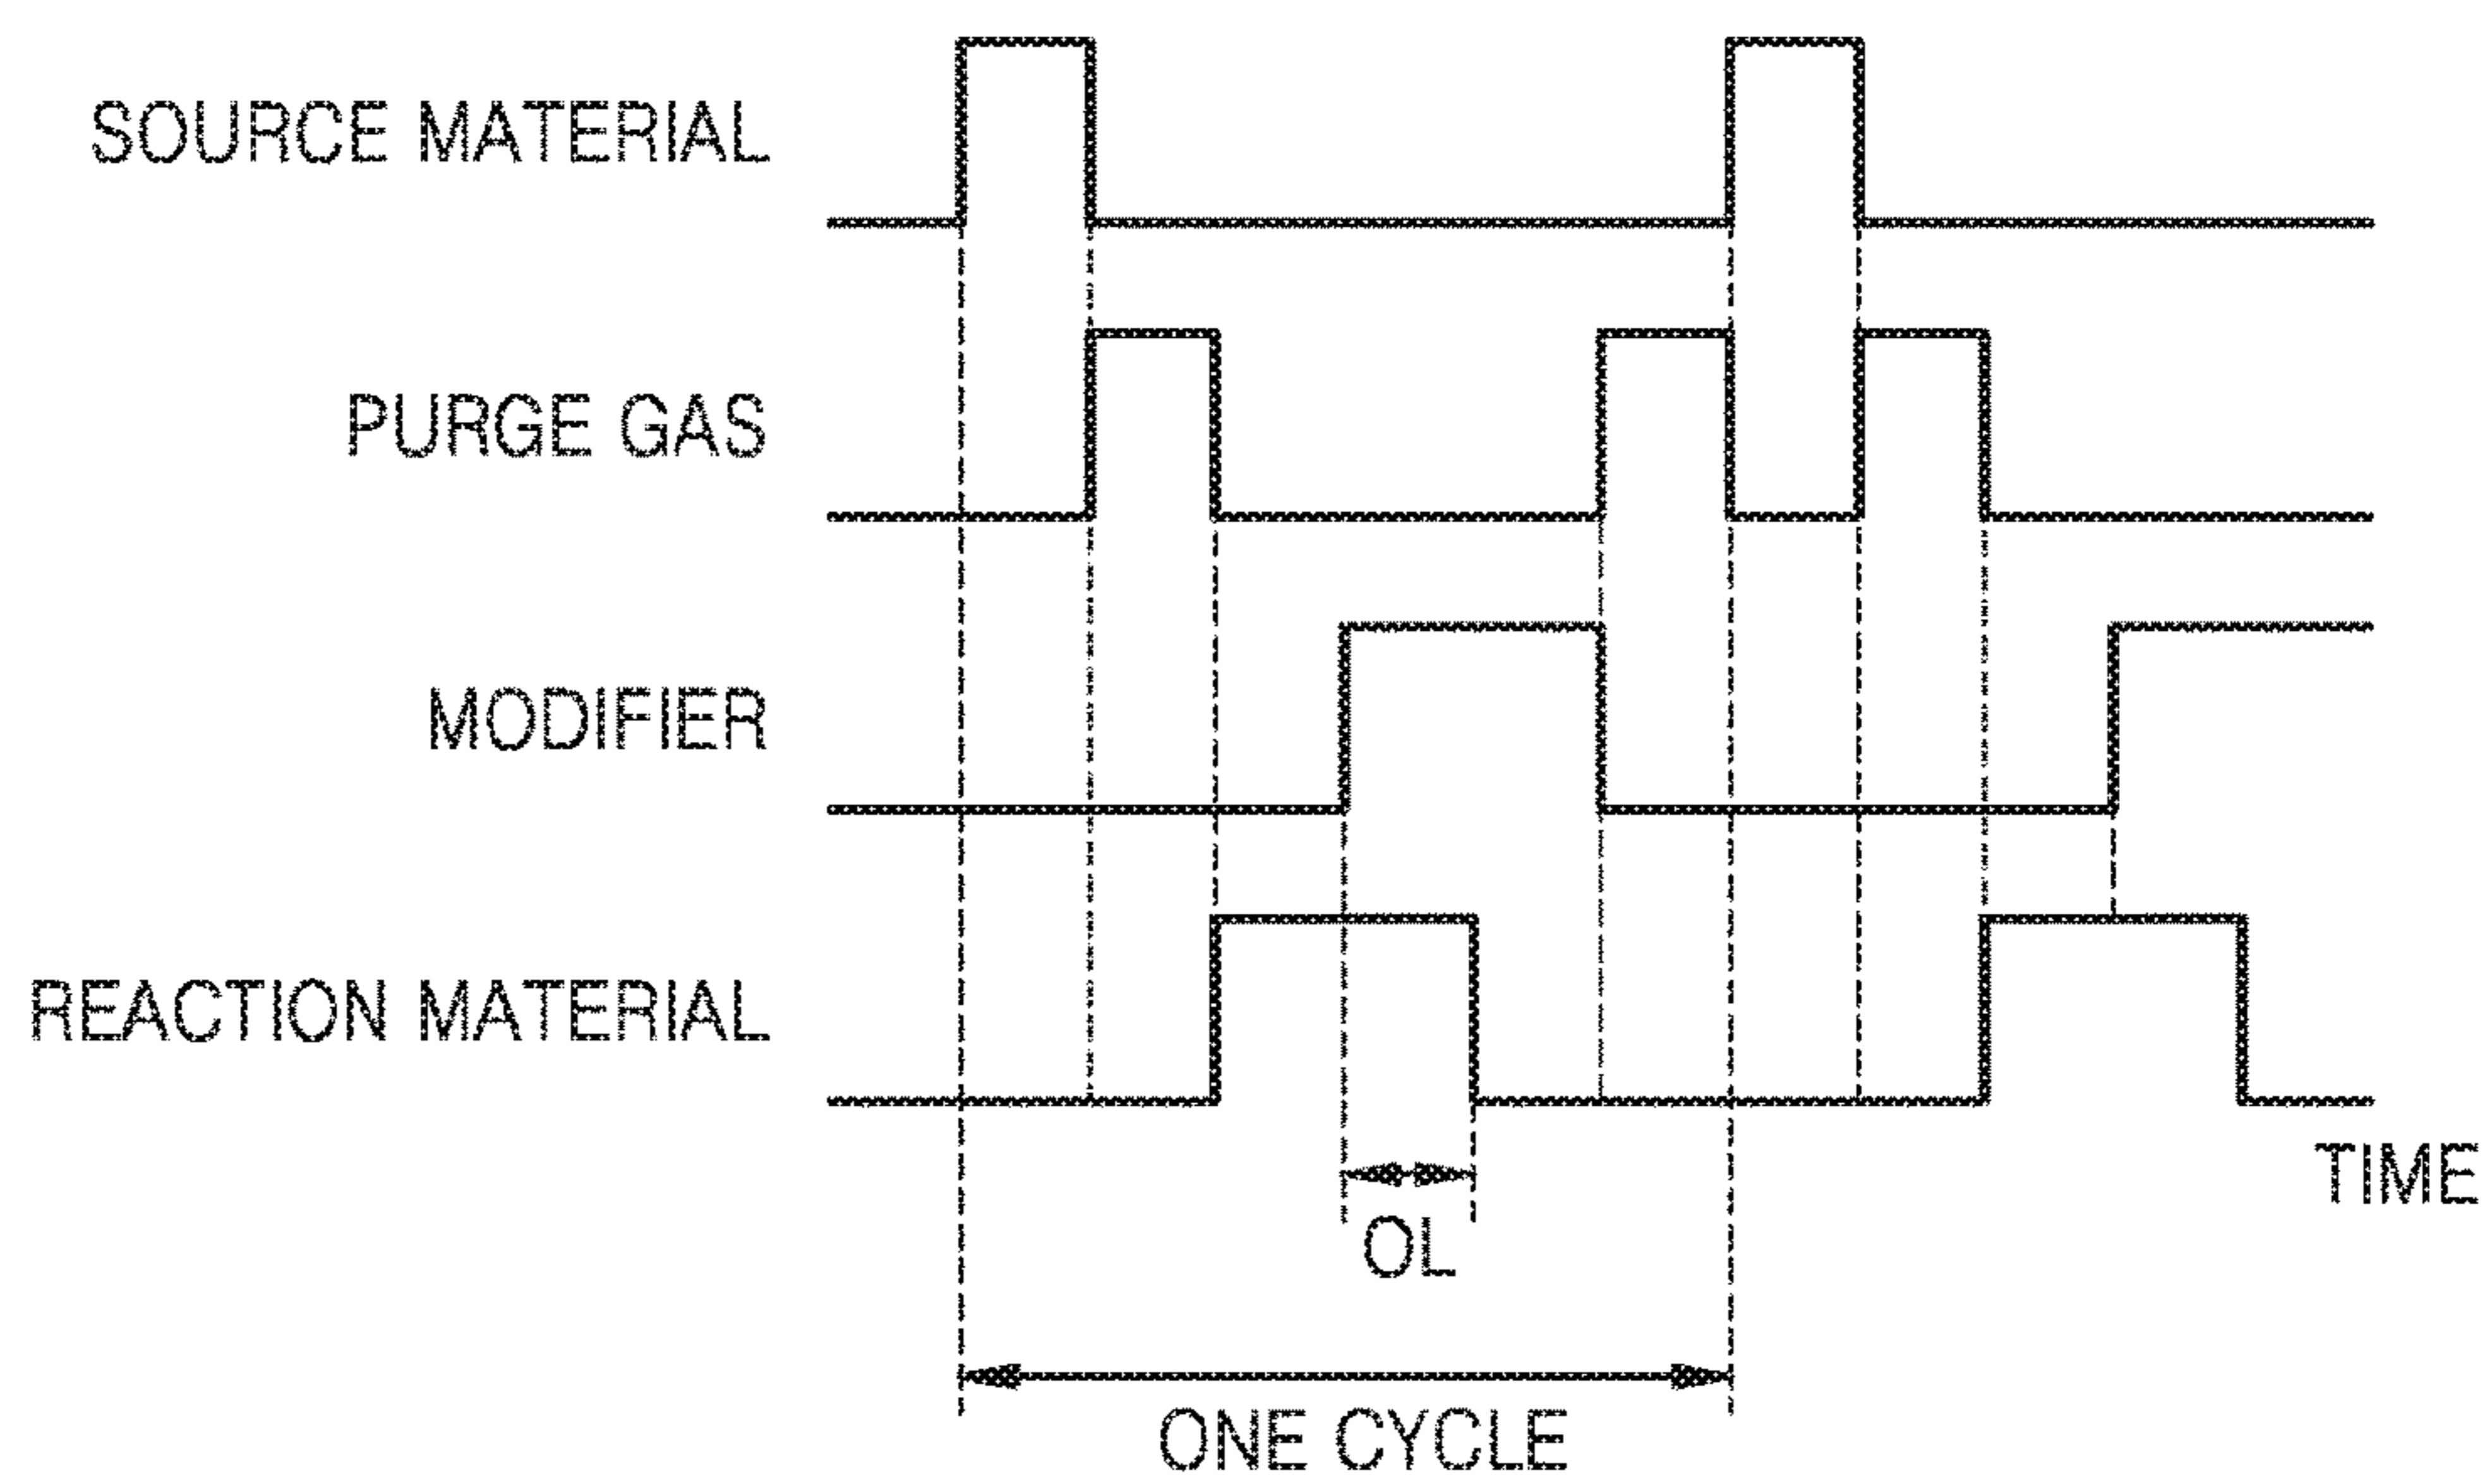 SOURCE MATERIAL
PURGE GAS
MODIFIER
REACTION MATERIAL
TIME
OL
ONE CYCLE